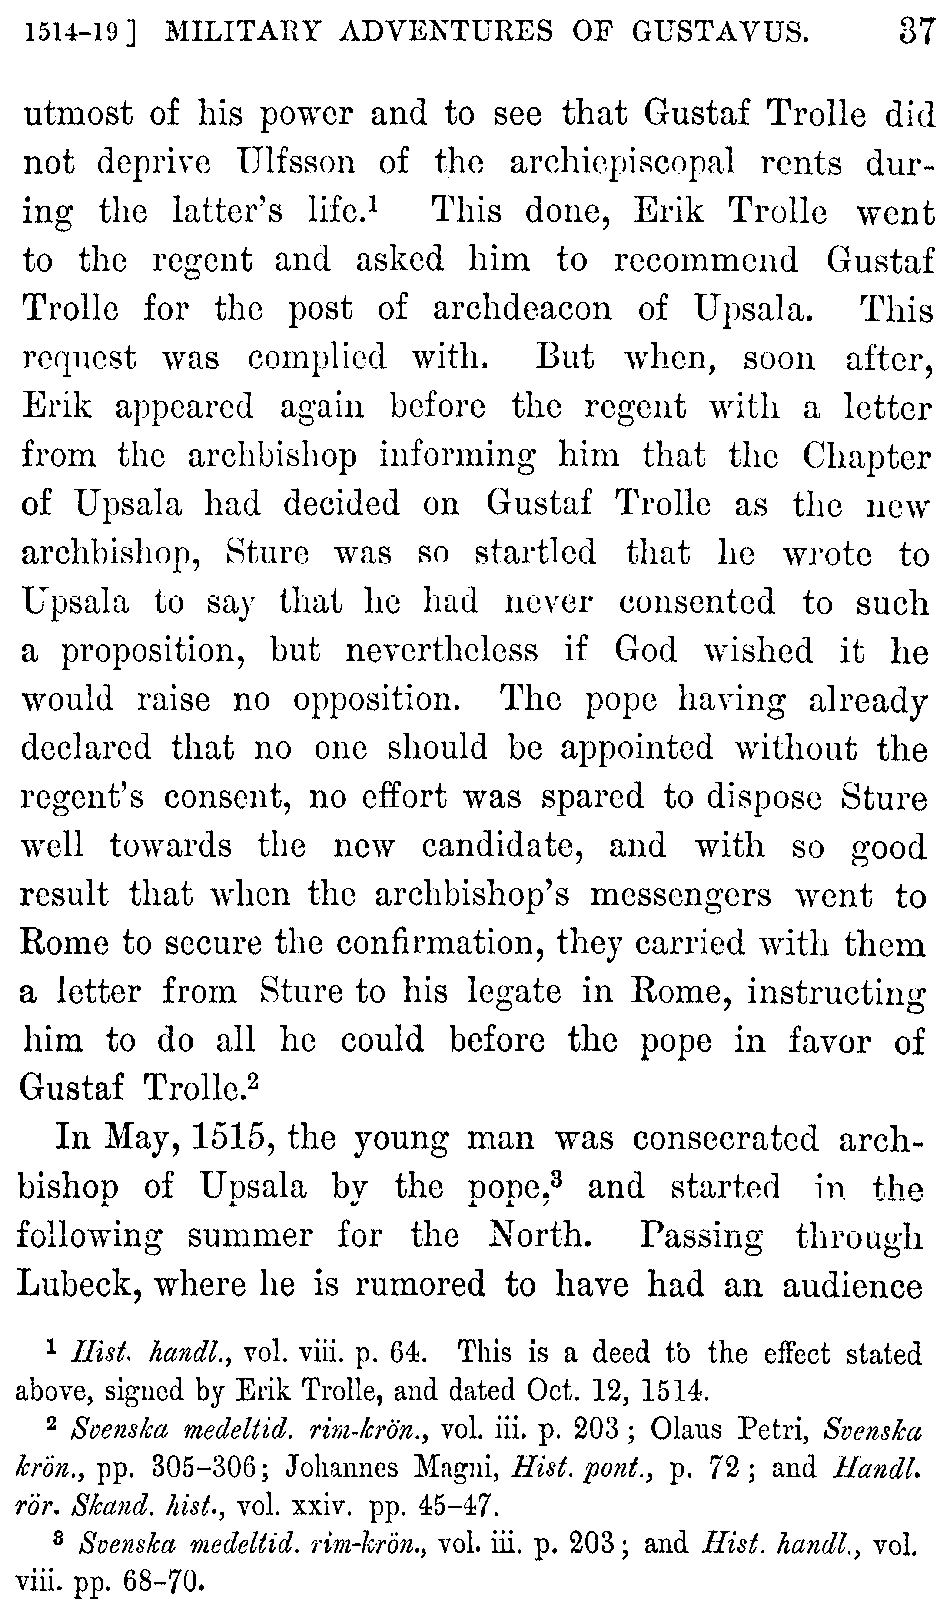 1514-19] MILITARY ADVENTURES OF GUSTAVUS. 37
utmost of his power and to see that Gustaf Trolle did
not deprive Ulfsson of the archiepiscopal rents dur-
ing the latter's life.¹ This done, Erik Trolle went
to the regent and asked him to recommend Gustaf
Trolle for the post of archdeacon of Upsala. This
request was complied with. But when, soon after,
Erik appeared again before the regent with a letter
from the archbishop informing him that the Chapter
of Upsala had decided on Gustaf Trolle as the new
archbishop, Sture was so startled that he wrote to
Upsala to say that he had never consented to such
a proposition, but nevertheless if God wished it he
would raise no opposition. The pope having already
declared that no one should be appointed without the
regent's consent, no effort was spared to dispose Sture
well towards the new candidate, and with so good
result that when the archbishop's messengers went to
Rome to secure the confirmation, they carried with them
a letter from Sture to his legate in Rome, instructing
him to do all he could before the pope in favor of
Gustaf Trolle.²
In May, 1515, the young man was consecrated arch-
bishop of Upsala by the pope,³ and started in the
following summer for the North. Passing through
Lubeck, where he is rumored to have had an audience
¹ Hist. handl., vol. viii. p. 64. This is a deed to the effect stated
above, signed by Erik Trolle, and dated Oct. 12, 1514.
² Svenska medeltid. rim-krön., vol. iii. p. 203; Olaus Petri, Svenska
krön., pp. 305-306; Johannes Magni, Hist. pont., p. 72; and Handl.
rör. Skand. hist., vol. xxiv. pp. 45-47.
³ Svenska medeltid. rim-krön., vol. iii. p. 203; and Hist. handl., vol.
viii. pp. 68-70.